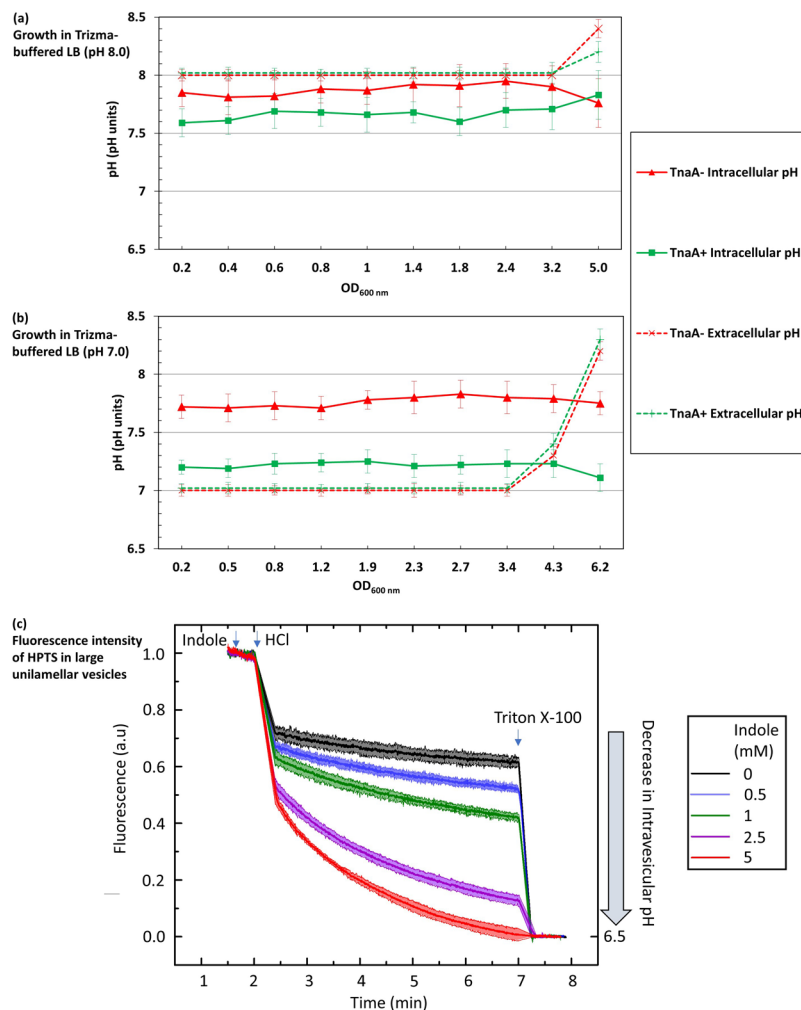 (a)
Growth in Trizma-
buffered LB (pH 8.0)
pH (pH units)
8.5
8
7.5
7
6.5
0.2 0.4 0.6 0.8 1 1.4 1.8 2.4 3.2 5.0
OD600 nm
TnaA- Intracellular pH
TnaA+ Intracellular pH
TnaA- Extracellular pH
TnaA+ Extracellular pH
(b)
Growth in Trizma-
buffered LB (pH 7.0)
pH (pH units)
8.5
8
7.5
7
6.5
0.2 0.5 0.8 1.2 1.9 2.3 2.7 3.4 4.3 6.2
OD600 nm
(c)
Fluorescence intensity
of HPTS in large
unilamellar vesicles
Indole HCl
Triton X-100
Fluorescence (a.u)
1.0
0.8
0.6
0.4
0.2
0.0
1 2 3 4 5 6 7 8
Time (min)
Decrease in Intravesicular pH
6.5
Indole
(mM)
0
0.5
1
2.5
5